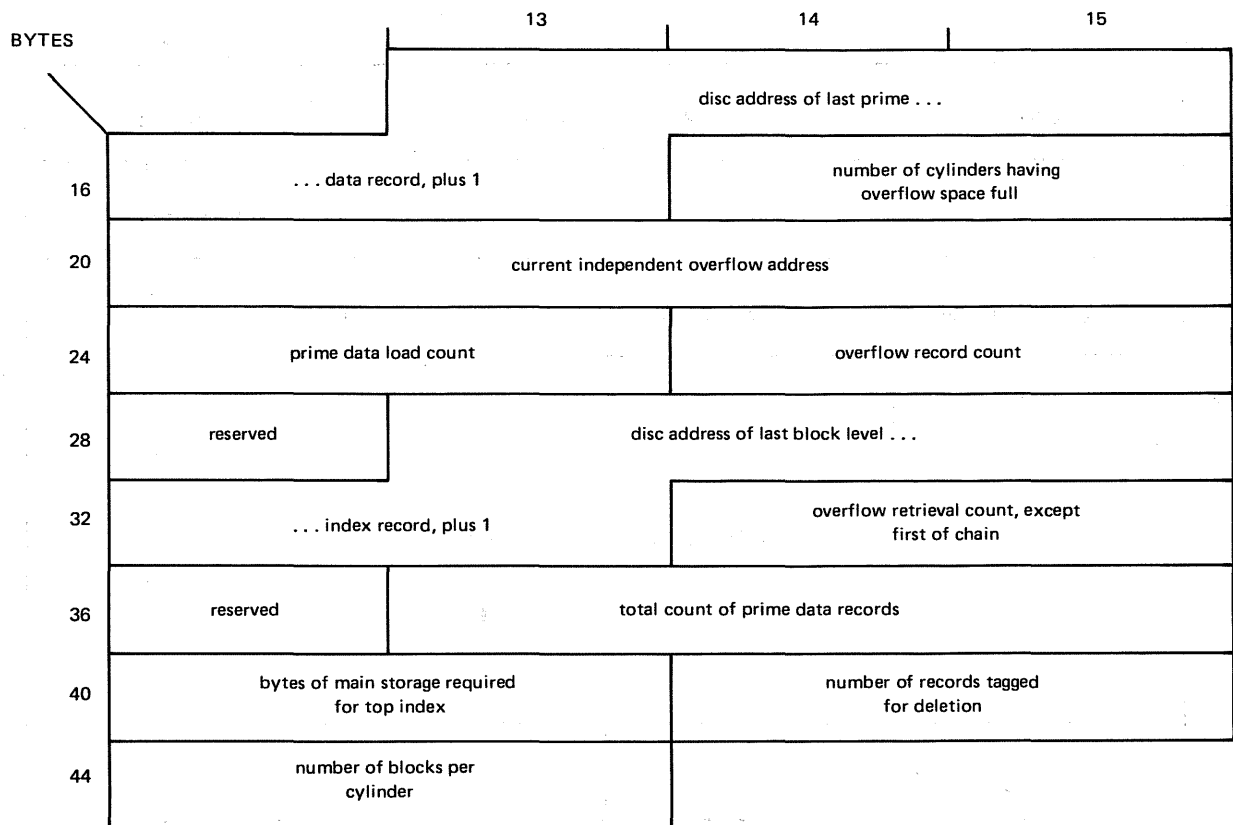 13 14 15
BYTES
disc address of last prime . . .
16 . . . data record, plus 1
number of cylinders having
overflow space full
20 current independent overflow address
24 prime data load count overflow record count
28 reserved disc address of last block level . . .
32 . . . index record, plus 1
overflow retrieval count, except
first of chain
36 reserved total count of prime data records
40
bytes of main storage required
for top index
number of records tagged
for deletion
44
number of blocks per
cylinder